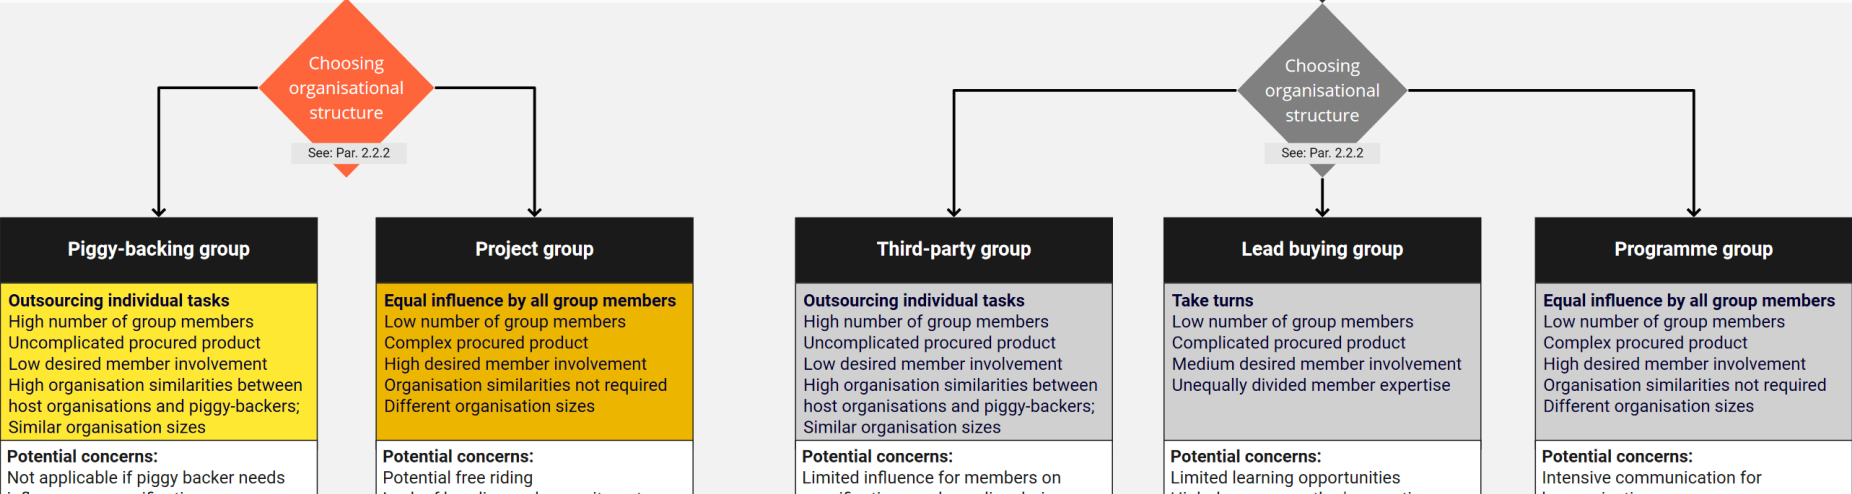 Choosing
organisational
structure
See: Par. 2.2.2
Choosing
organisational
structure
See: Par. 2.2.2
Piggy-backing group
Outsourcing individual tasks
High number of group members
Uncomplicated procured product
Low desired member involvement
High organisation similarities between
host organisations and piggy-backers;
Similar organisation sizes
Potential concerns:
Not applicable if piggy backer needs
Project group
Equal influence by all group members
Low number of group members
Complex procured product
High desired member involvement
Organisation similarities not required
Different organisation sizes
Potential concerns:
Potential free riding
Third-party group
Outsourcing individual tasks
High number of group members
Uncomplicated procured product
Low desired member involvement
High organisation similarities between
host organisations and piggy-backers;
Similar organisation sizes
Potential concerns:
Limited influence for members on
Lead buying group
Take turns
Low number of group members
Complicated procured product
Medium desired member involvement
Unequally divided member expertise
Potential concerns:
Limited learning opportunities
Programme group
Equal influence by all group members
Low number of group members
Complex procured product
High desired member involvement
Organisation similarities not required
Different organisation sizes
Potential concerns:
Intensive communication for